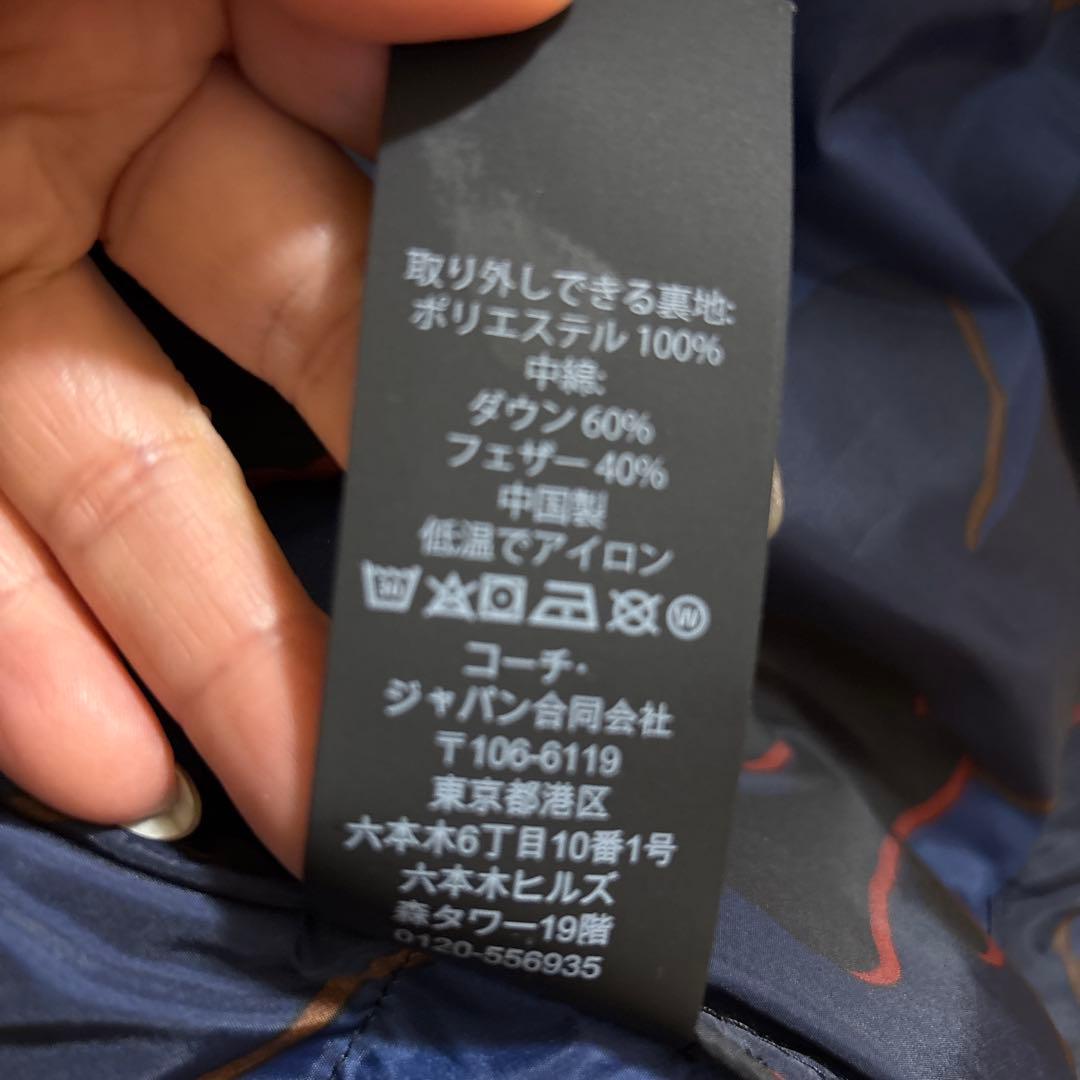 取り外しできる裏地:
ポリエステル 100%
中綿:
ダウン 60%
フェザー 40%
中国製
低温でアイロン
30 W
コーチ・
ジャパン合同会社
〒106-6119
東京都港区
六本木6丁目10番1号
六本木ヒルズ
森タワー19階
0120-556935